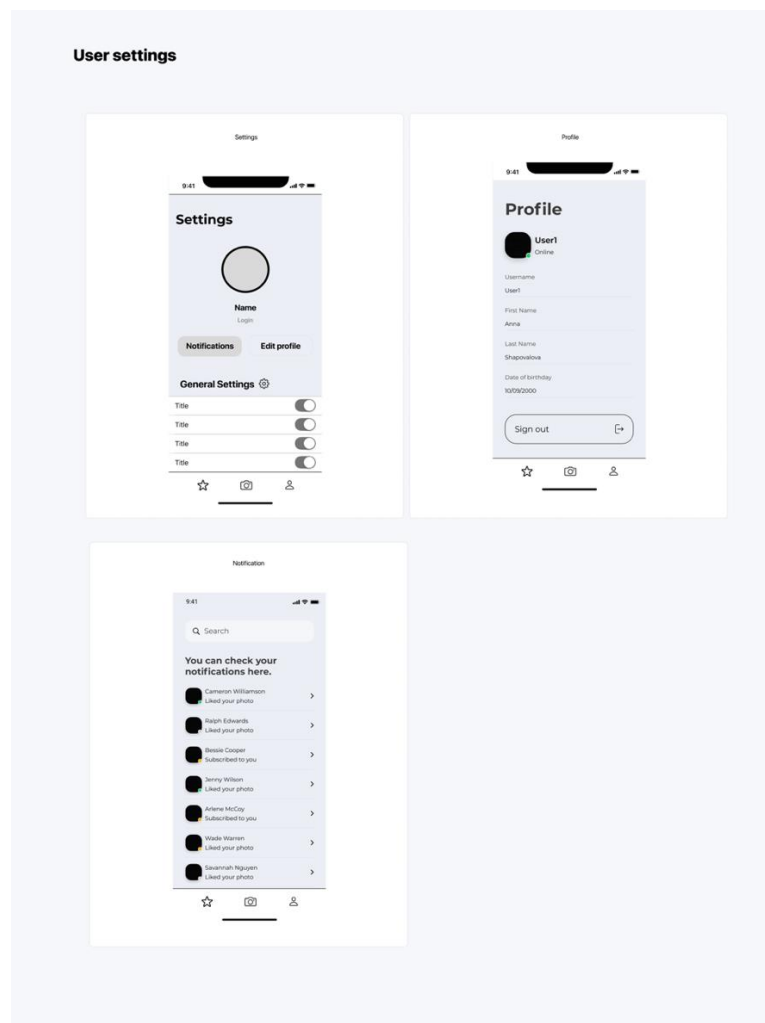 User settings
Settings
9:41
Settings
Name
Login
Notifications
Edit profile
General Settings
Title
Title
Title
Title
Profile
9:41
Profile
User1
Online
Username
User1
First Name
Anna
Last Name
Shapovalova
Date of birthday
10/05/2000
Sign out
Notification
9:41
Search
You can check your
notifications here.
Cameron Williamson
Liked your photo
Ralph Edwards
Liked your photo
Bessie Cooper
Subscribed to you
Jenny Wilson
Liked your photo
Arlene McCoy
Subscribed to you
Wade Warren
Liked your photo
Savannah Nguyen
Liked your photo